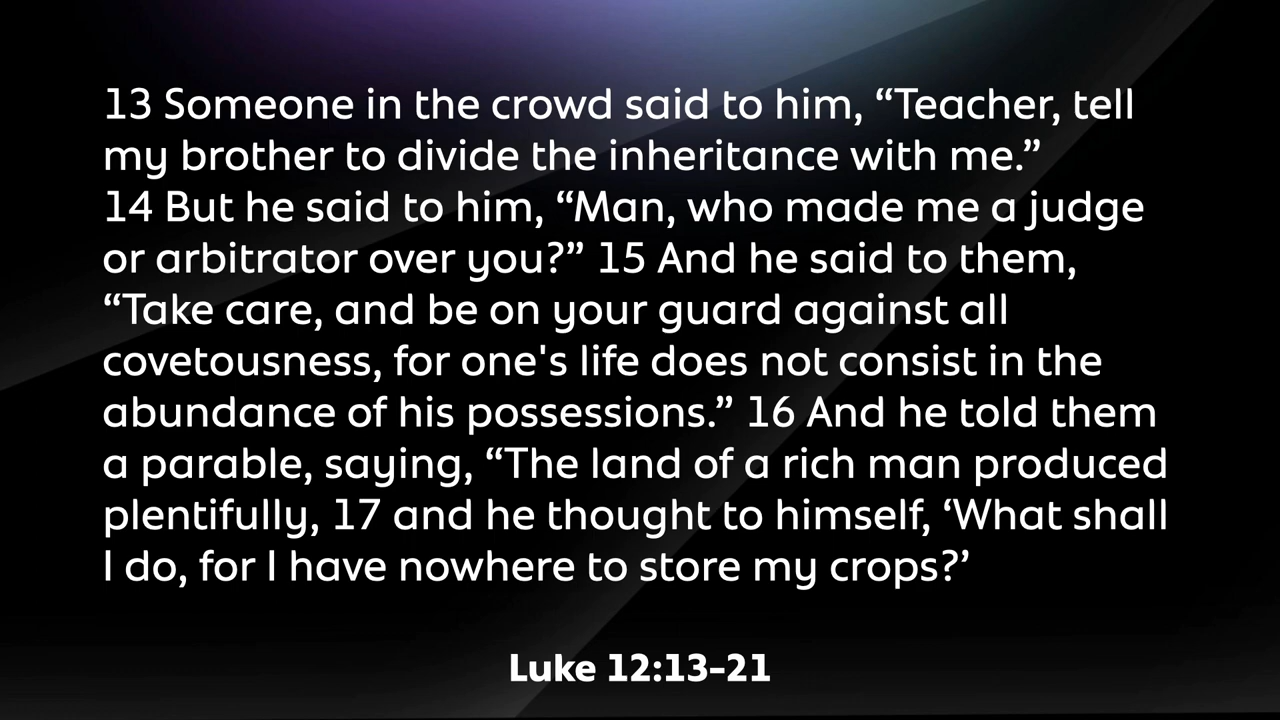 13 Someone in the crowd said to him, “Teacher, tell
my brother to divide the inheritance with me.”
14 But he said to him, “Man, who made me a judge
or arbitrator over you?” 15 And he said to them,
“Take care, and be on your guard against all
covetousness, for one's life does not consist in the
abundance of his possessions.” 16 And he told them
a parable, saying, “The land of a rich man produced
plentifully, 17 and he thought to himself, ‘What shall
I do, for I have nowhere to store my crops?’
Luke 12:13–21